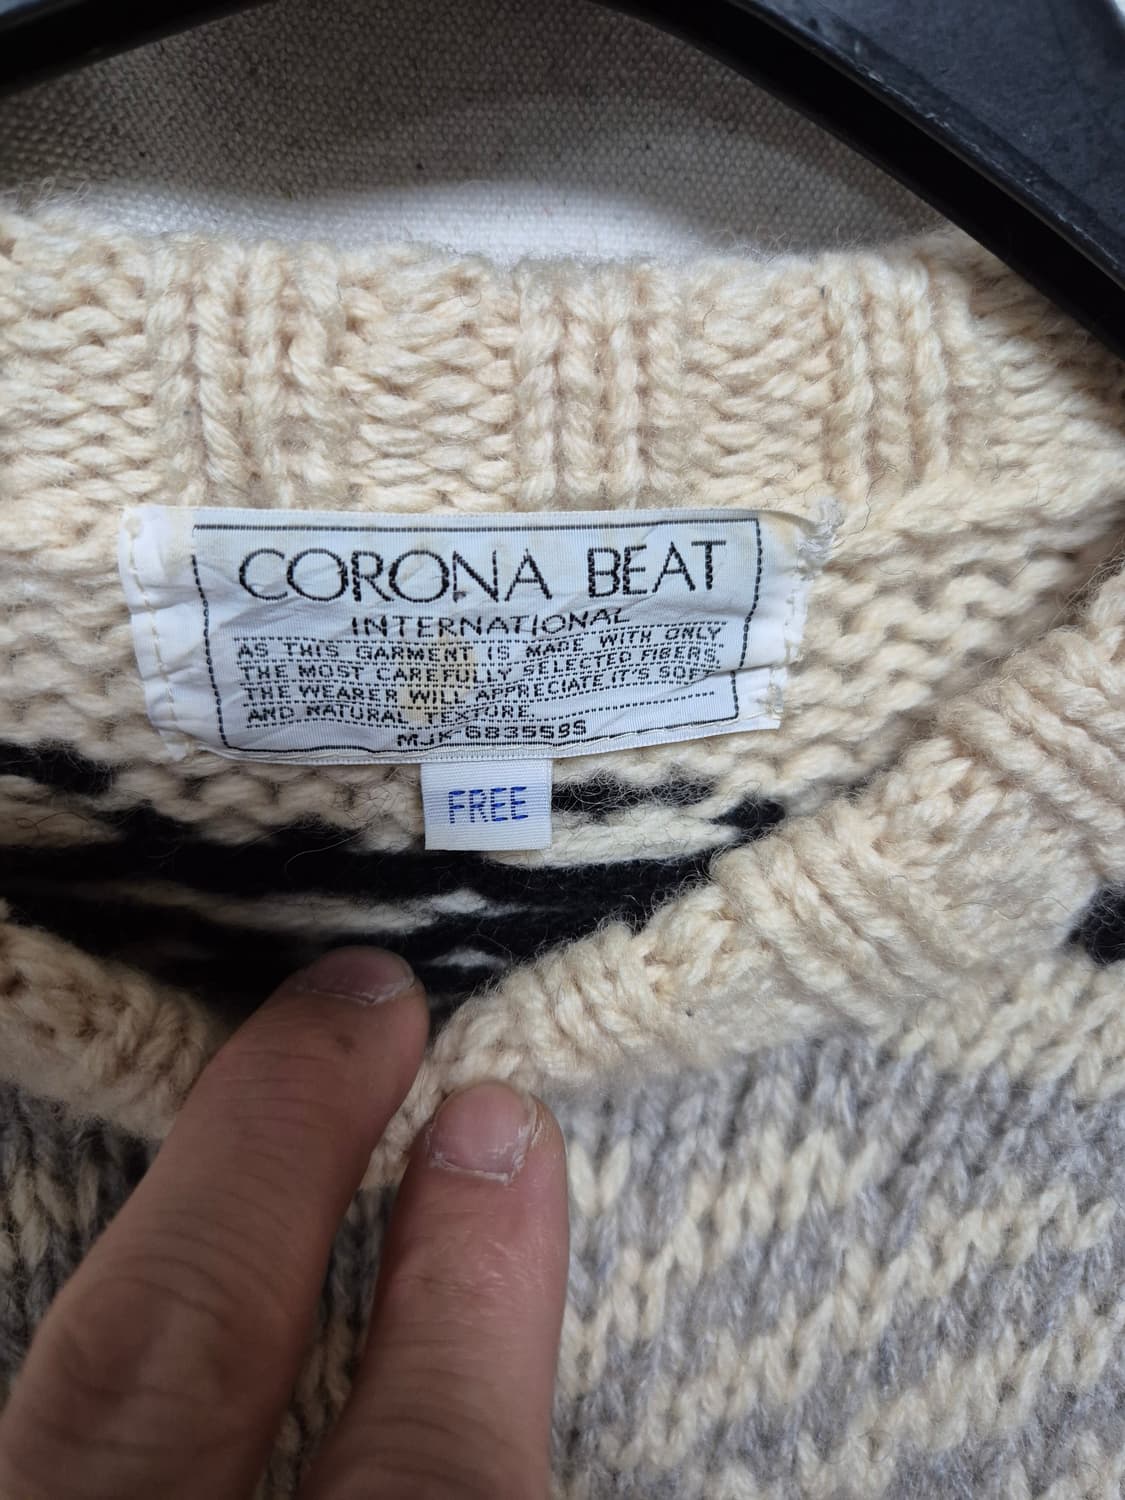 CORONA BEAT
INTERNATIONAL
AS THIS GARMENT IS MADE WITH ONLY
THE MOST CAREFULLY SELECTED FIBERS,
THE WEARER WILL APPRECIATE IT'S SOFT
AND NATURAL TEXTURE.
MJK-683559S
FREE